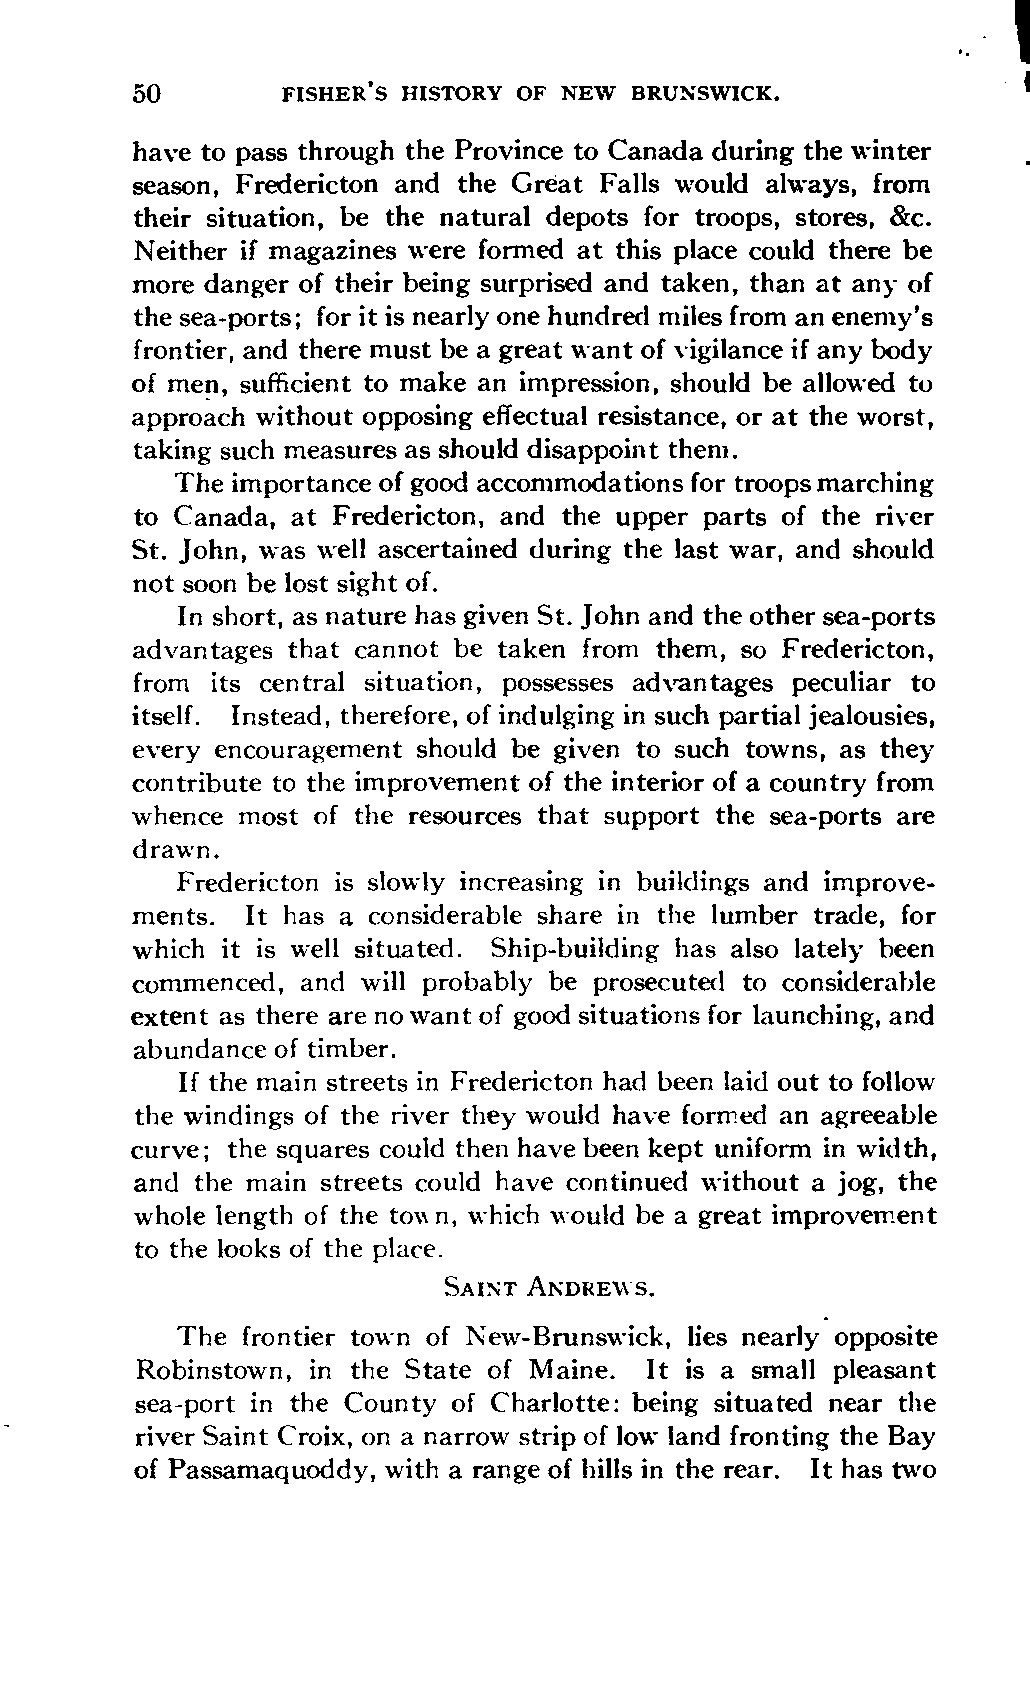 50 FISHER'S HISTORY OF NEW BRUNSWICK.
have to pass through the Province to Canada during the winter
season, Fredericton and the Great Falls would always, from
their situation, be the natural depots for troops, stores, &c.
Neither if magazines were formed at this place could there be
more danger of their being surprised and taken, than at any of
the sea-ports; for it is nearly one hundred miles from an enemy's
frontier, and there must be a great want of vigilance if any body
of men, sufficient to make an impression, should be allowed to
approach without opposing effectual resistance, or at the worst,
taking such measures as should disappoint them.
The importance of good accommodations for troops marching
to Canada, at Fredericton, and the upper parts of the river
St. John, was well ascertained during the last war, and should
not soon be lost sight of.
In short, as nature has given St. John and the other sea-ports
advantages that cannot be taken from them, so Fredericton,
from its central situation, possesses advantages peculiar to
itself. Instead, therefore, of indulging in such partial jealousies,
every encouragement should be given to such towns, as they
contribute to the improvement of the interior of a country from
whence most of the resources that support the sea-ports are
drawn.
Fredericton is slowly increasing in buildings and improve-
ments. It has a considerable share in the lumber trade, for
which it is well situated. Ship-building has also lately been
commenced, and will probably be prosecuted to considerable
extent as there are no want of good situations for launching, and
abundance of timber.
If the main streets in Fredericton had been laid out to follow
the windings of the river they would have formed an agreeable
curve; the squares could then have been kept uniform in width,
and the main streets could have continued without a jog, the
whole length of the town, which would be a great improvement
to the looks of the place.
SAINT ANDREWS.
The frontier town of New-Brunswick, lies nearly opposite
Robinstown, in the State of Maine. It is a small pleasant
sea-port in the County of Charlotte: being situated near the
river Saint Croix, on a narrow strip of low land fronting the Bay
of Passamaquoddy, with a range of hills in the rear. It has two